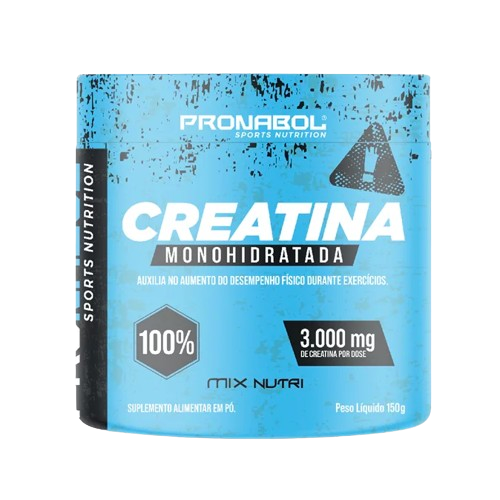 PRONABOL®
SPORTS NUTRITION
CREATINA
MONOHIDRATADA
AUXILIA NO AUMENTO DO DESEMPENHO FÍSICO DURANTE EXERCÍCIOS.
100%
3.000 mg
DE CREATINA POR DOSE
MIX NUTRI
SUPLEMENTO ALIMENTAR EM PÓ.
Peso Líquido 150g
SPORTS NUTRITION